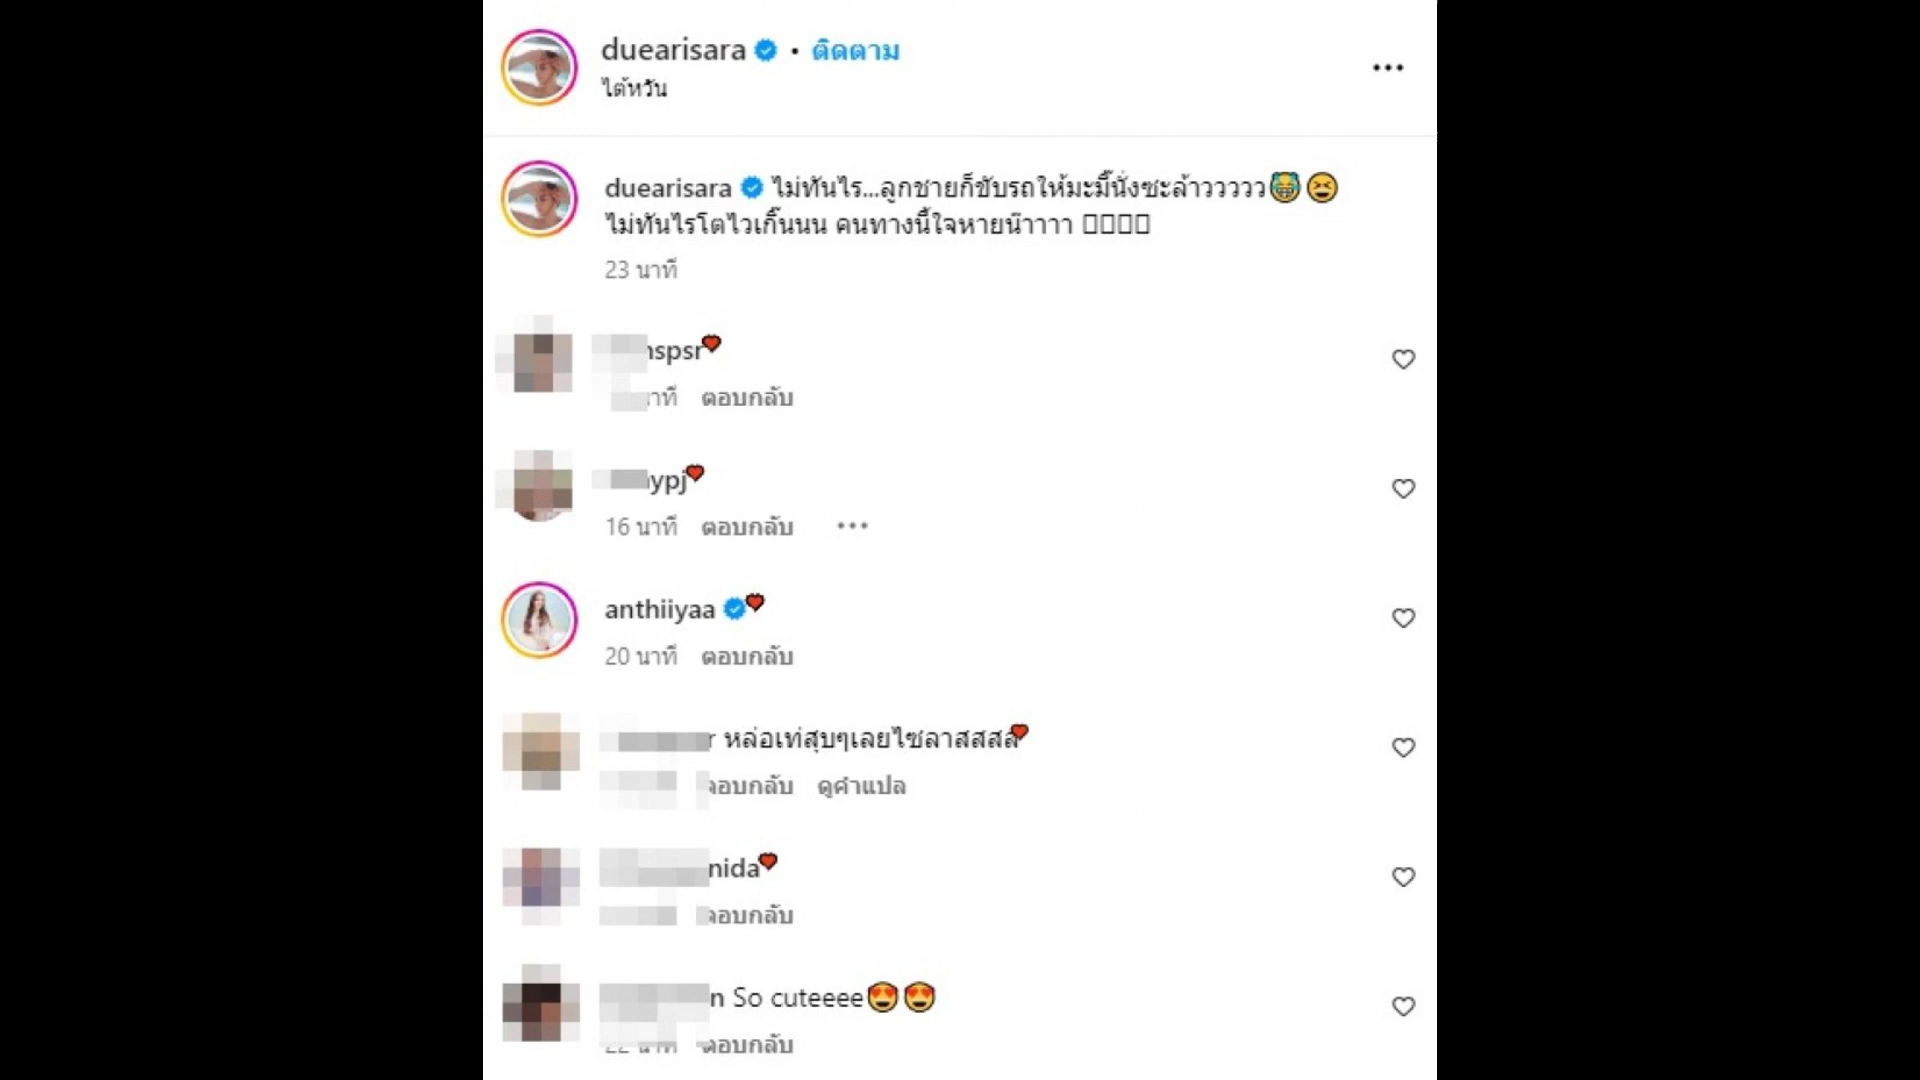 duearisara • ติดตาม
ไต้หวัน
duearisara ไม่ทันไร...ลูกชายก็ขับรถให้มะมี๊นั่งซะล้าววววว😹😆
ไม่ทันไรโตไวเกิ๊นนน คนทางนี้ใจหายน๊าาาา
23 นาที
ตอบกลับ
16 นาที ตอบกลับ
anthiiyaa
20 นาที ตอบกลับ
หล่อเท่สุบๆเลยไซลาสสสส
ตอบกลับ ดูคำแปล
ตอบกลับ
So cuteeee😍😍
22 นาที ตอบกลับ